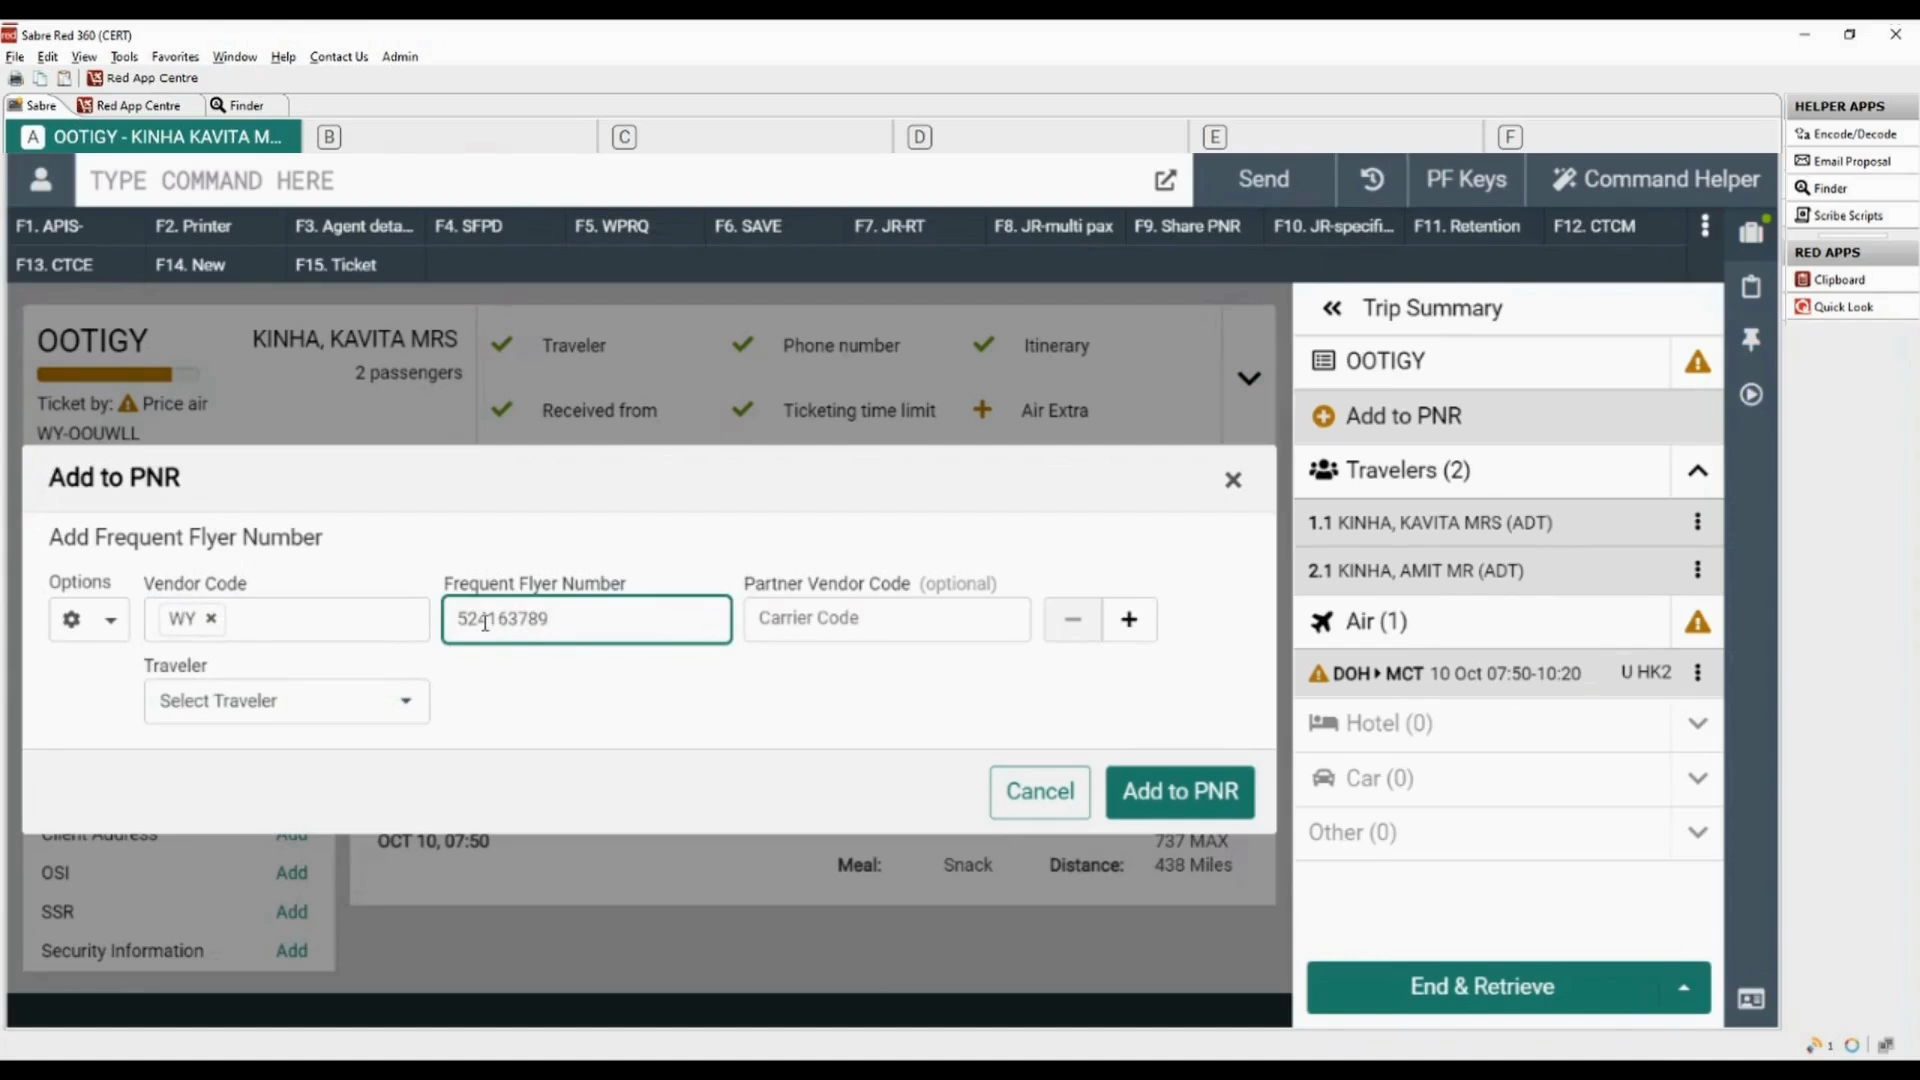 Sabre Red 360 (CERT)
File Edit View Tools Favorites Window Help Contact Us Admin
Red App Centre
Sabre Red App Centre Finder
A OOTIGY - KINHA KAVITA M... B C D E F
TYPE COMMAND HERE Send PF Keys Command Helper
F1. APIS- F2. Printer F3. Agent deta... F4. SFPD F5. WPRQ F6. SAVE F7. JR-RT F8. JR-multi pax F9. Share PNR F10. JR-specifi... F11. Retention F12. CTCM
F13. CTCE F14. New F15. Ticket
OOTIGY KINHA, KAVITA MRS
2 passengers
Ticket by: Price air
WY-OOUWLL
Traveler Phone number Itinerary
Received from Ticketing time limit Air Extra
Add to PNR
Add Frequent Flyer Number
Options Vendor Code Frequent Flyer Number Partner Vendor Code (optional)
WY 524163789 Carrier Code
Traveler
Select Traveler
Cancel Add to PNR
Client Address Add
OSI Add
SSR Add
Security Information Add
OCT 10, 07:50 737 MAX
Meal: Snack Distance: 438 Miles
Trip Summary
OOTIGY
Add to PNR
Travelers (2)
1.1 KINHA, KAVITA MRS (ADT)
2.1 KINHA, AMIT MR (ADT)
Air (1)
DOH MCT 10 Oct 07:50-10:20 U HK2
Hotel (0)
Car (0)
Other (0)
End & Retrieve
HELPER APPS
Encode/Decode
Email Proposal
Finder
Scribe Scripts
RED APPS
Clipboard
Quick Look
1